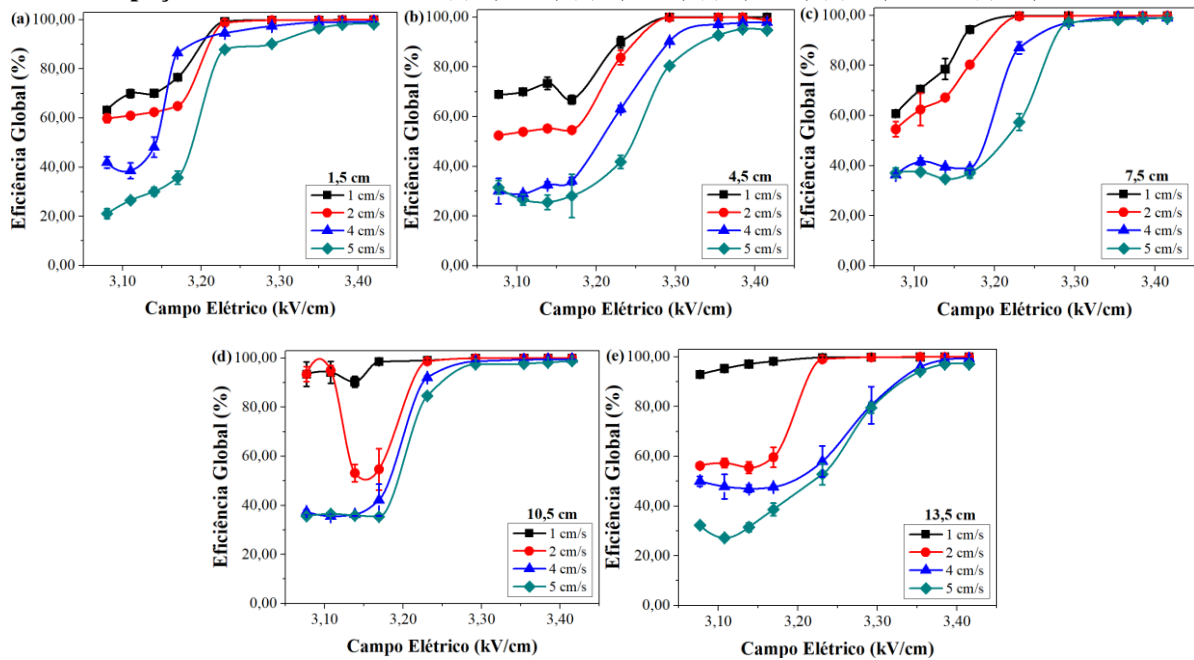 (a)
100,00
80,00
60,00
40,00
20,00
0,00
Eficiência Global (%)
3,10 3,20 3,30 3,40
Campo Elétrico (kV/cm)
1,5 cm
1 cm/s
2 cm/s
4 cm/s
5 cm/s
(b)
100,00
80,00
60,00
40,00
20,00
0,00
Eficiência Global (%)
3,10 3,20 3,30 3,40
Campo Elétrico (kV/cm)
4,5 cm
1 cm/s
2 cm/s
4 cm/s
5 cm/s
(c)
100,00
80,00
60,00
40,00
20,00
0,00
Eficiência Global (%)
3,10 3,20 3,30 3,40
Campo Elétrico (kV/cm)
7,5 cm
1 cm/s
2 cm/s
4 cm/s
5 cm/s
(d)
100,00
80,00
60,00
40,00
20,00
0,00
Eficiência Global (%)
3,10 3,20 3,30 3,40
Campo Elétrico (kV/cm)
10,5 cm
1 cm/s
2 cm/s
4 cm/s
5 cm/s
(e)
100,00
80,00
60,00
40,00
20,00
0,00
Eficiência Global (%)
3,10 3,20 3,30 3,40
Campo Elétrico (kV/cm)
13,5 cm
1 cm/s
2 cm/s
4 cm/s
5 cm/s